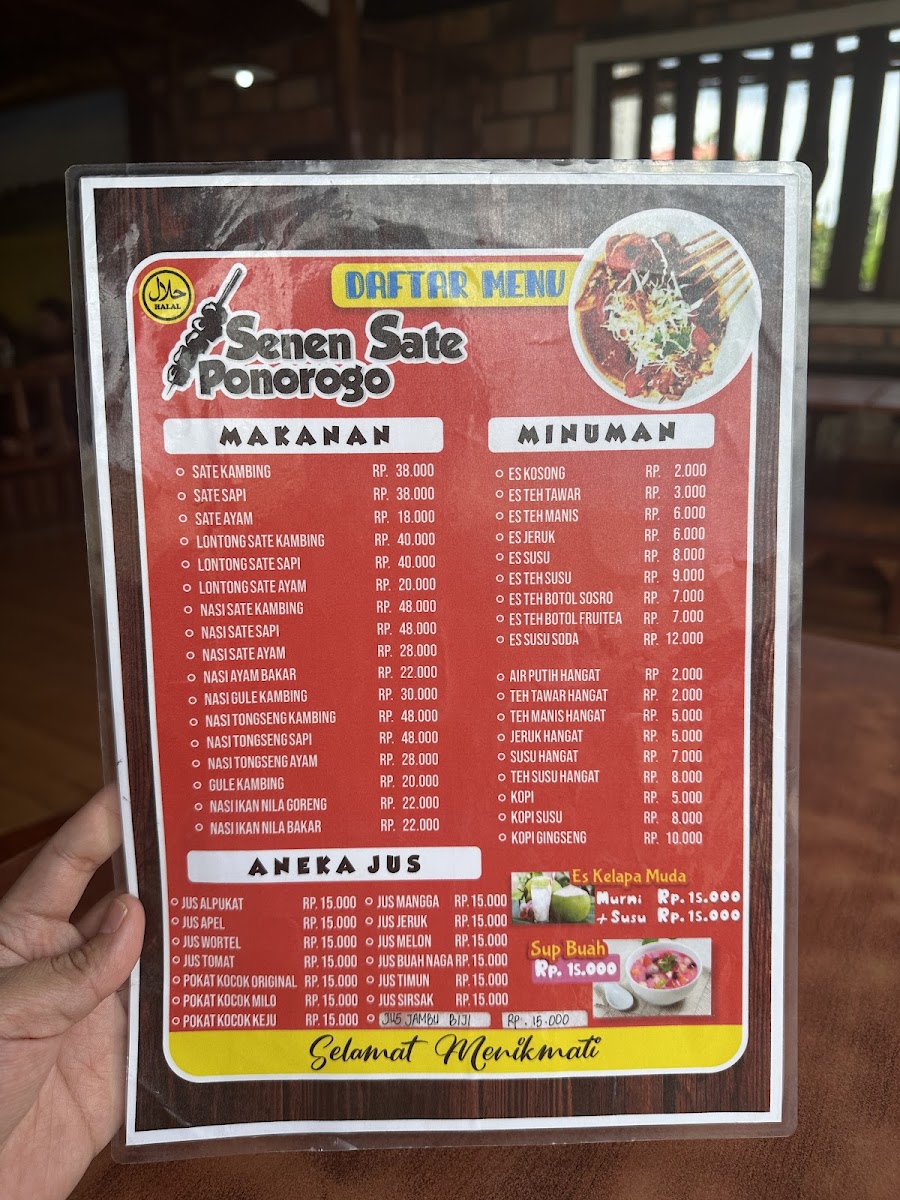 حلال
HALAL
DAFTAR MENU
Senen Sate
Ponorogo
MAKANAN
SATE KAMBING RP. 38.000
SATE SAPI RP. 38.000
SATE AYAM RP. 18.000
LONTONG SATE KAMBING RP. 40.000
LONTONG SATE SAPI RP. 40.000
LONTONG SATE AYAM RP. 20.000
NASI SATE KAMBING RP. 48.000
NASI SATE SAPI RP. 48.000
NASI SATE AYAM RP. 28.000
NASI AYAM BAKAR RP. 22.000
NASI GULE KAMBING RP. 30.000
NASI TONGSENG KAMBING RP. 48.000
NASI TONGSENG SAPI RP. 48.000
NASI TONGSENG AYAM RP. 28.000
GULE KAMBING RP. 20.000
NASI IKAN NILA GORENG RP. 22.000
NASI IKAN NILA BAKAR RP. 22.000
MINUMAN
ES KOSONG RP. 2.000
ES TEH TAWAR RP. 3.000
ES TEH MANIS RP. 6.000
ES JERUK RP. 6.000
ES SUSU RP. 8.000
ES TEH SUSU RP. 9.000
ES TEH BOTOL SOSRO RP. 7.000
ES TEH BOTOL FRUITEA RP. 7.000
ES SUSU SODA RP. 12.000
AIR PUTIH HANGAT RP 2.000
TEH TAWAR HANGAT RP. 2.000
TEH MANIS HANGAT RP. 5.000
JERUK HANGAT RP. 5.000
SUSU HANGAT RP. 7.000
TEH SUSU HANGAT RP. 8.000
KOPI RP. 5.000
KOPI SUSU RP. 8.000
KOPI GINGSENG RP. 10.000
ANEKA JUS
JUS ALPUKAT RP. 15.000
JUS APEL RP. 15.000
JUS WORTEL RP. 15.000
JUS TOMAT RP. 15.000
POKAT KOCOK ORIGINAL RP. 15.000
POKAT KOCOK MILO RP. 15.000
POKAT KOCOK KEJU RP. 15.000
JUS MANGGA RP. 15.000
JUS JERUK RP. 15.000
JUS MELON RP. 15.000
JUS BUAH NAGA RP. 15.000
JUS TIMUN RP. 15.000
JUS SIRSAK RP. 15.000
JUS JAMBU BIJI RP. 15.000
Es Kelapa Muda
Murni Rp. 15.000
+ Susu Rp. 15.000
Sup Buah
Rp. 15.000
Selamat Menikmati